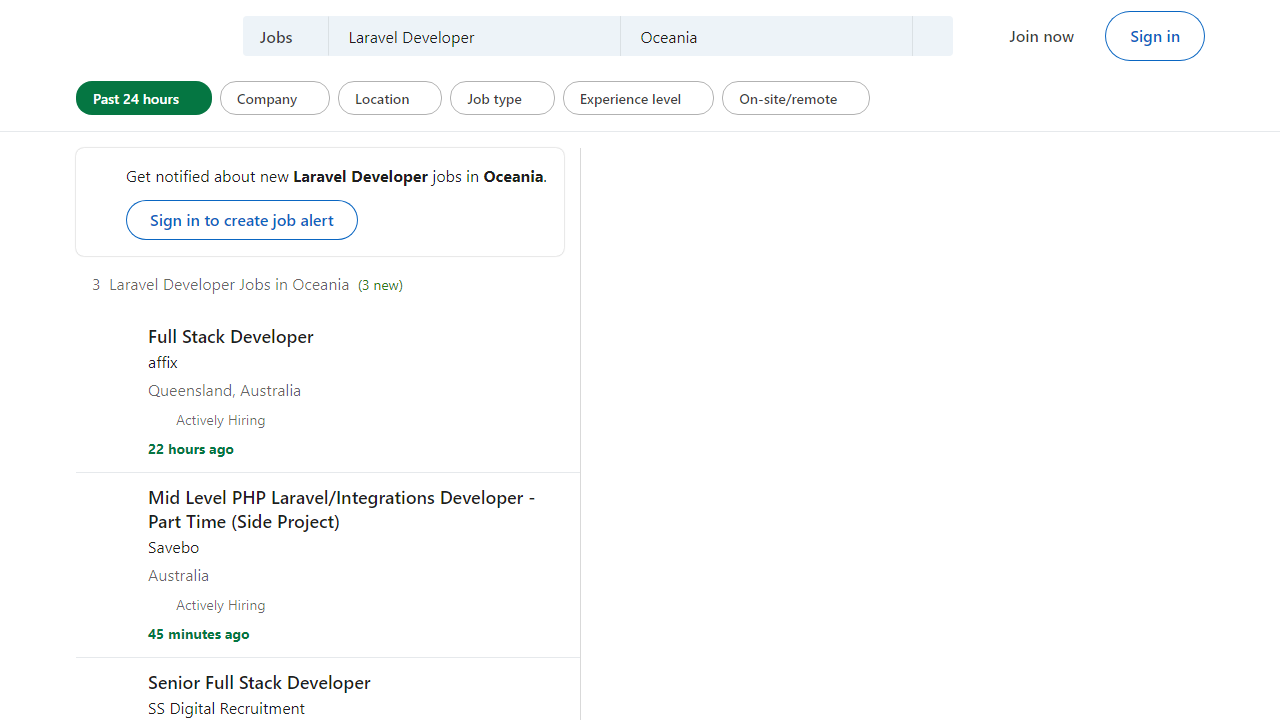 Jobs Laravel Developer Oceania Join now Sign in
Past 24 hours Company Location Job type Experience level On-site/remote
Get notified about new Laravel Developer jobs in Oceania.
Sign in to create job alert
3 Laravel Developer Jobs in Oceania (3 new)
Full Stack Developer
affix
Queensland, Australia
Actively Hiring
22 hours ago
Mid Level PHP Laravel/Integrations Developer -
Part Time (Side Project)
Savebo
Australia
Actively Hiring
45 minutes ago
Senior Full Stack Developer
SS Digital Recruitment